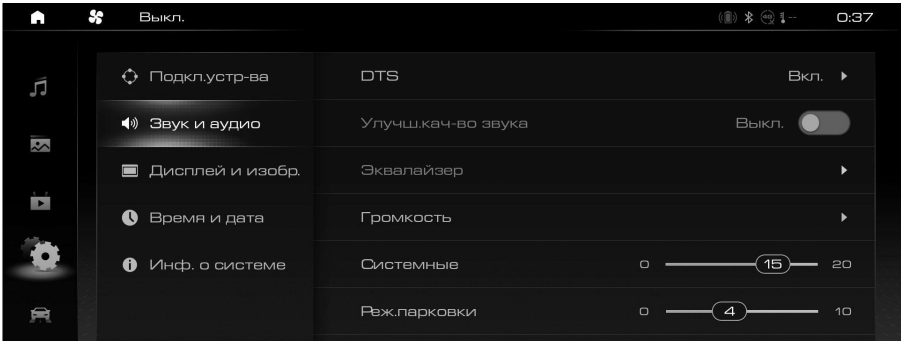 Выкл. 40 -- 0:37
Подкл.устр-ва
Звук и аудио
Дисплей и изобр.
Время и дата
Инф. о системе
DTS Вкл.
Улучш.кач-во звука Выкл.
Эквалайзер
Громкость
Системные 0 15 20
Реж.парковки 0 4 10